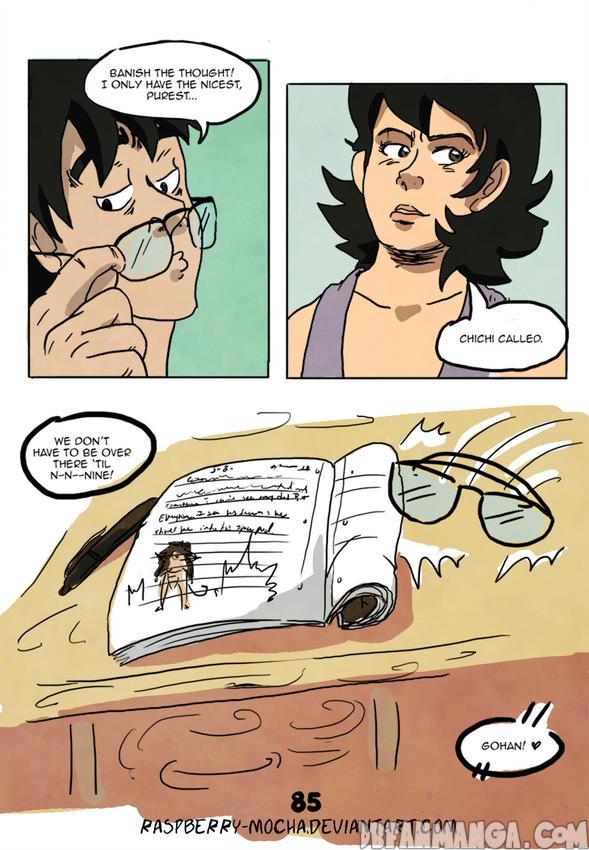 BANISH THE THOUGHT!
I ONLY HAVE THE NICEST,
PUREST...
CHICHI CALLED.
WE DON'T
HAVE TO BE OVER
THERE 'TIL
N-N--NINE!
GOHAN! ♥
85
RASPBERRY-MOCHA.DEVIANTART.COM
DBFANMANGA.COM